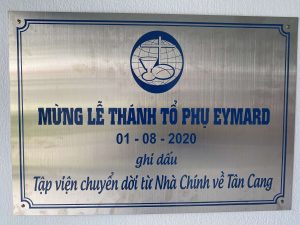 MỪNG LỄ THÁNH TỔ PHỤ EYMARD
01 - 08 - 2020
ghi dấu
Tập viện chuyển dời từ Nhà Chính về Tân Cang